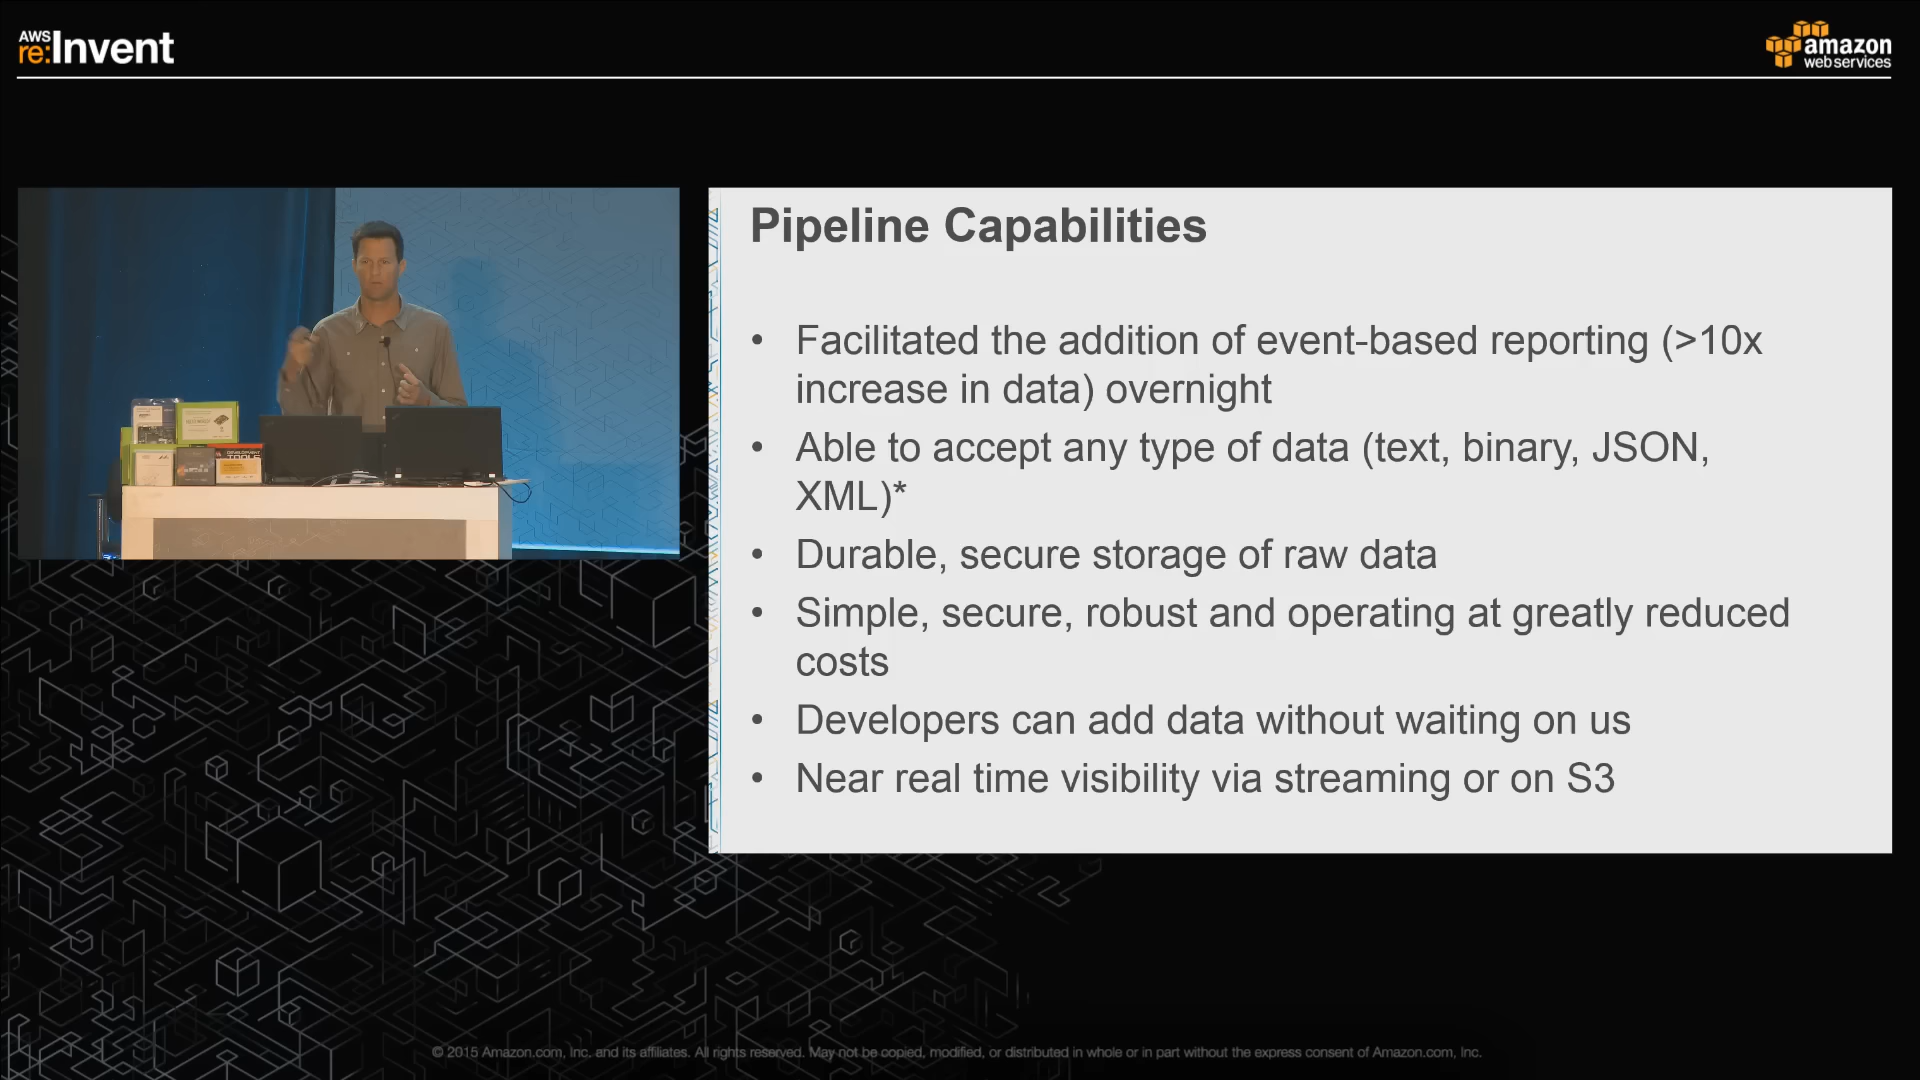 AWS
re:Invent
amazon
web services
Pipeline Capabilities
• Facilitated the addition of event-based reporting (>10x
increase in data) overnight
• Able to accept any type of data (text, binary, JSON,
XML)*
• Durable, secure storage of raw data
• Simple, secure, robust and operating at greatly reduced
costs
• Developers can add data without waiting on us
• Near real time visibility via streaming or on S3
© 2015 Amazon.com, Inc. and its affiliates. All rights reserved. May not be copied, modified, or distributed in whole or in part without the express consent of Amazon.com, Inc.